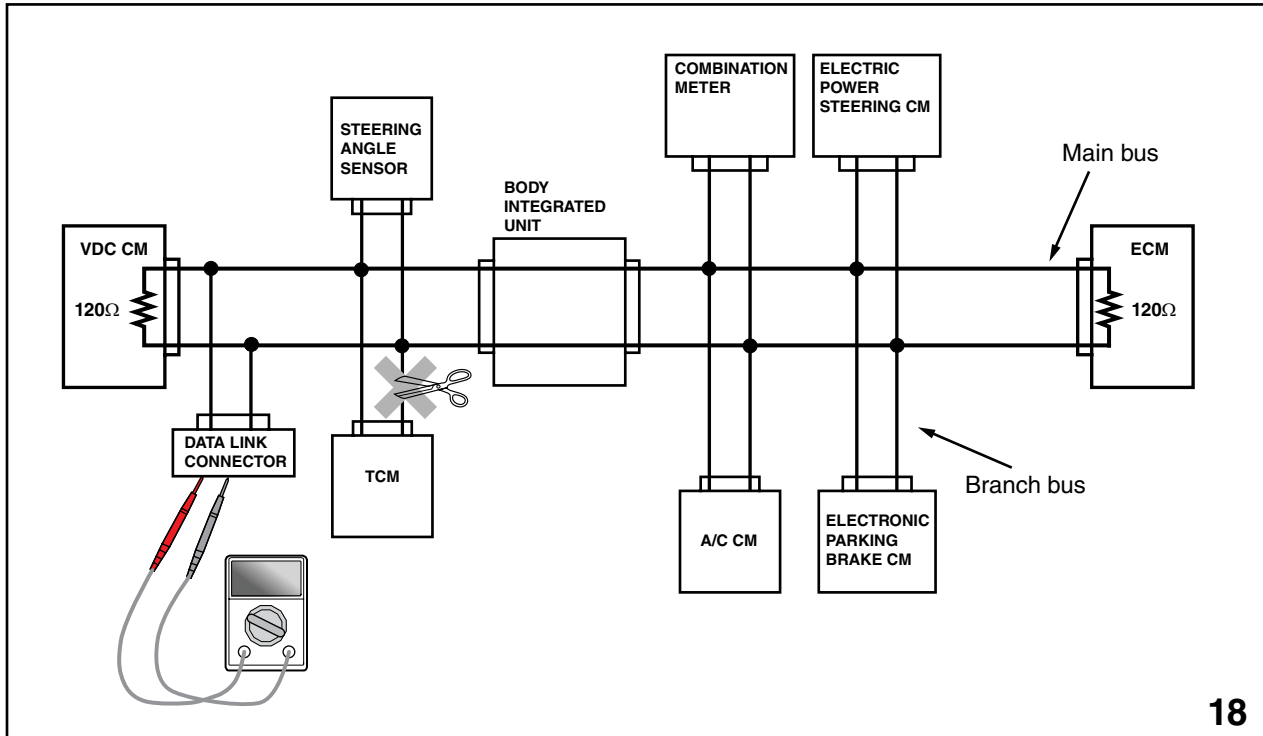 COMBINATION
METER
ELECTRIC
POWER
STEERING CM
STEERING
ANGLE
SENSOR
Main bus
BODY
INTEGRATED
UNIT
VDC CM
120Ω
ECM
120Ω
DATA LINK
CONNECTOR
TCM
Branch bus
A/C CM
ELECTRONIC
PARKING
BRAKE CM
18